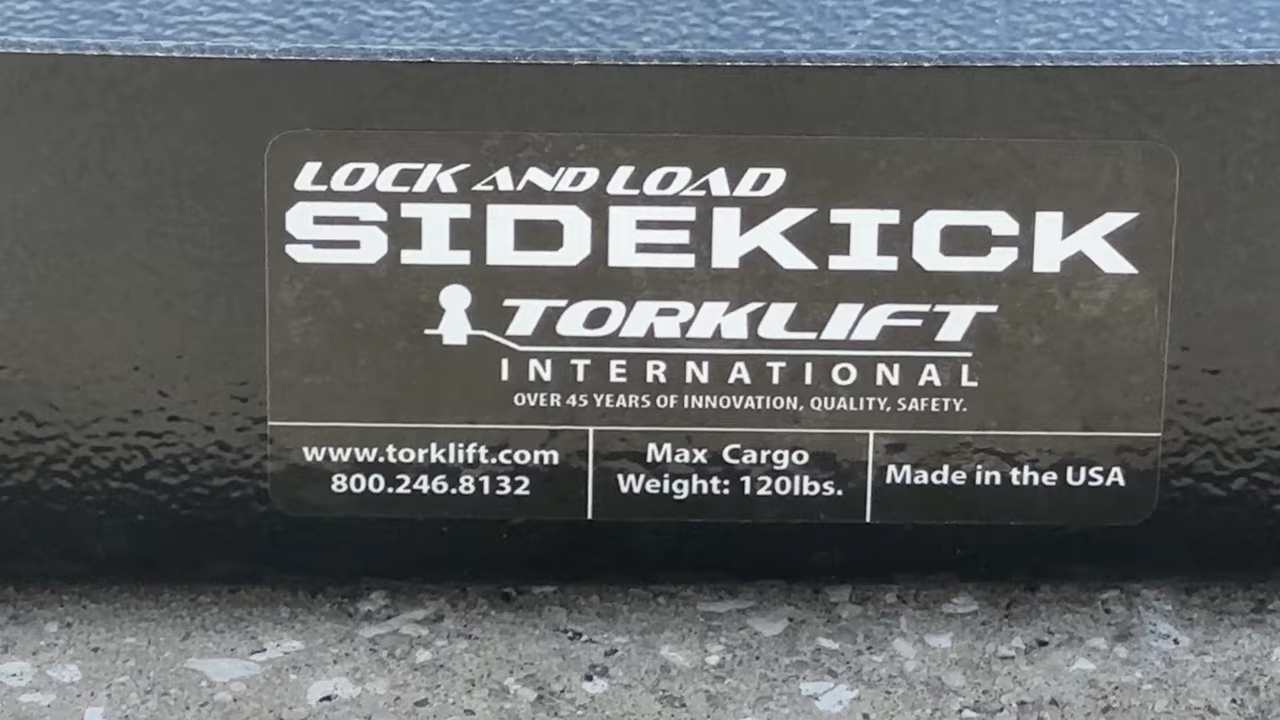 LOCK AND LOAD
SIDEKICK
TORKLIFT
INTERNATIONAL
OVER 45 YEARS OF INNOVATION, QUALITY, SAFETY.
www.torklift.com
800.246.8132
Max Cargo
Weight: 120lbs.
Made in the USA